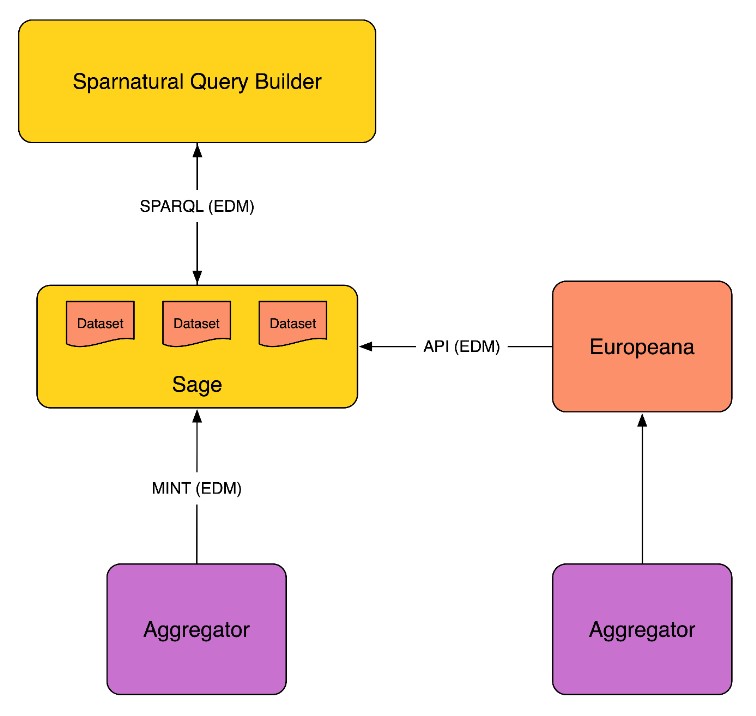 Sparnatural Query Builder
SPARQL (EDM)
Dataset
Dataset
Dataset
Sage
API (EDM)
Europeana
MINT (EDM)
Aggregator
Aggregator